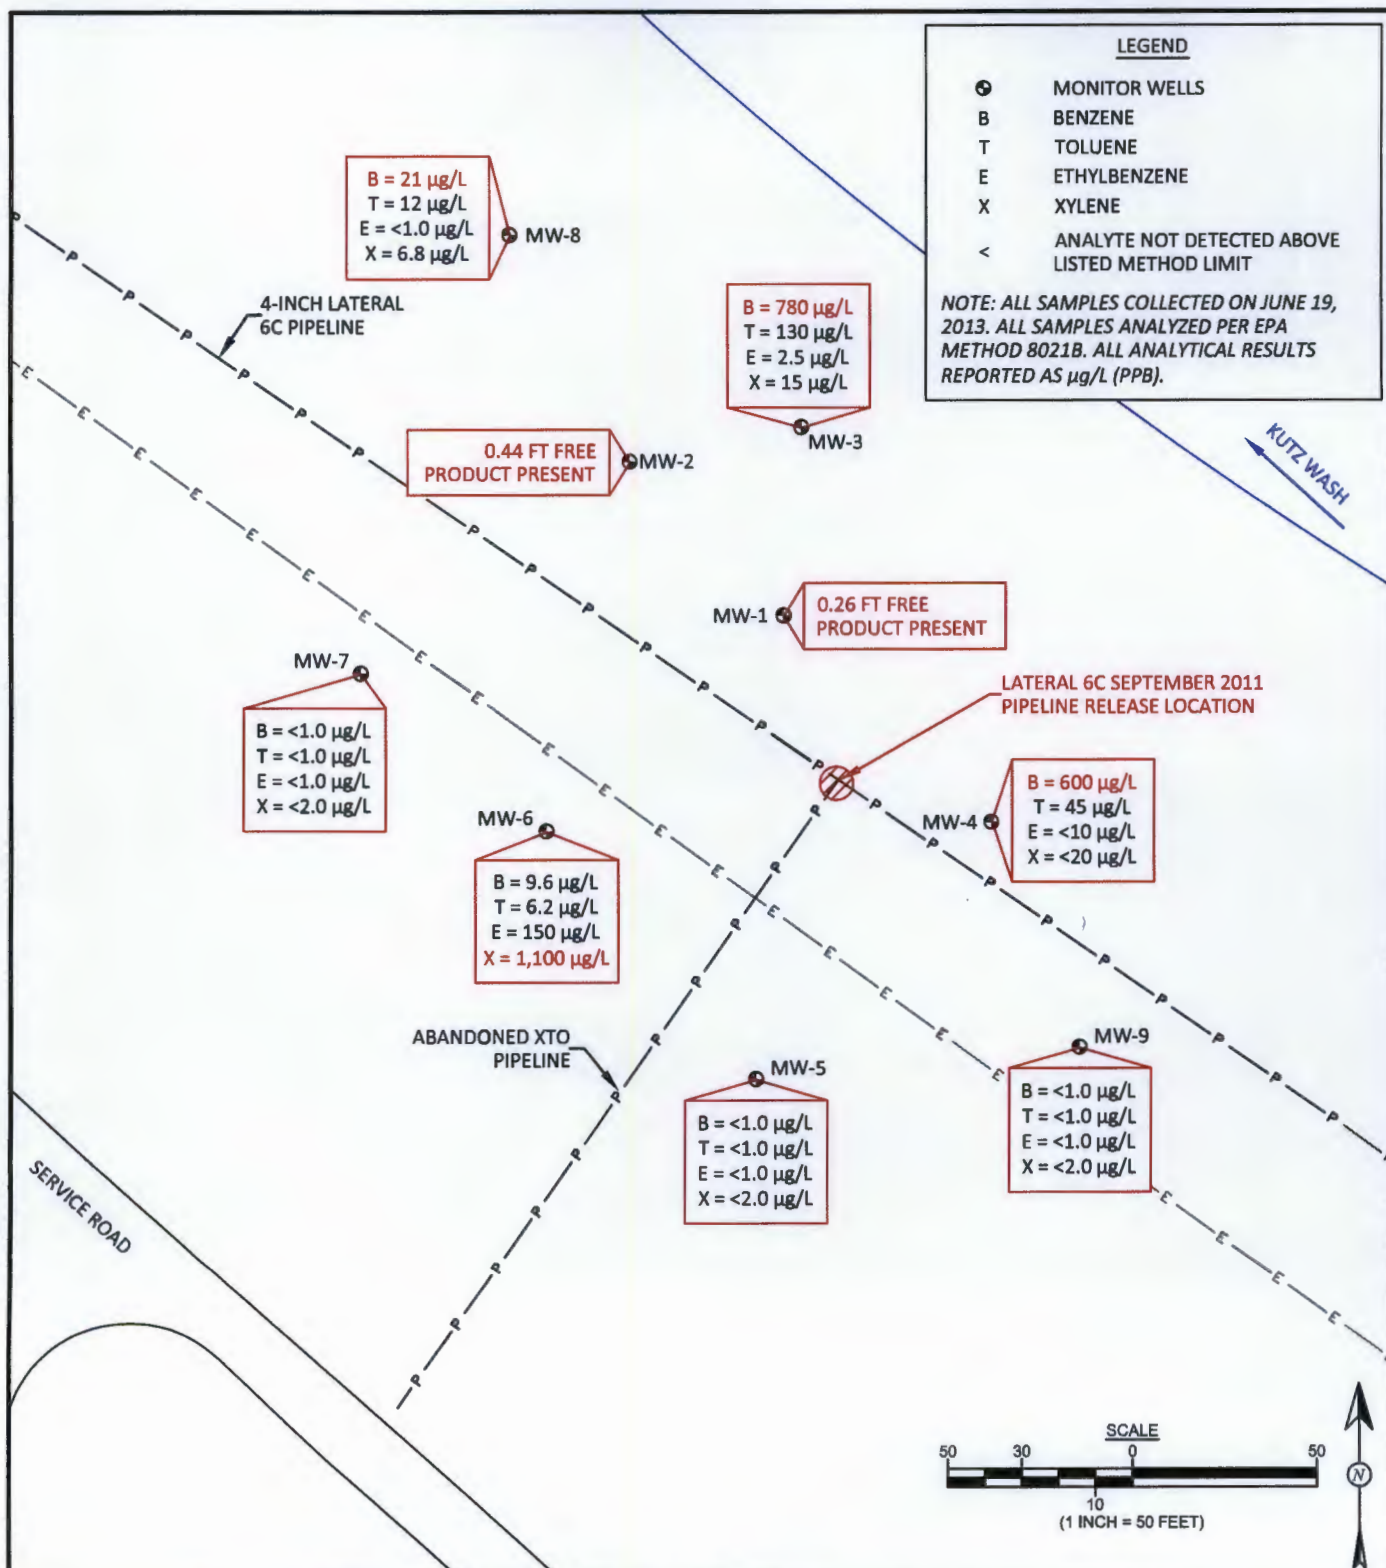 LEGEND
MONITOR WELLS
B BENZENE
T TOLUENE
E ETHYLBENZENE
X XYLENE
< ANALYTE NOT DETECTED ABOVE
LISTED METHOD LIMIT
NOTE: ALL SAMPLES COLLECTED ON JUNE 19,
2013. ALL SAMPLES ANALYZED PER EPA
METHOD 8021B. ALL ANALYTICAL RESULTS
REPORTED AS µg/L (PPB).
B = 21 µg/L
T = 12 µg/L
E = <1.0 µg/L
X = 6.8 µg/L
MW-8
4-INCH LATERAL
6C PIPELINE
B = 780 µg/L
T = 130 µg/L
E = 2.5 µg/L
X = 15 µg/L
MW-3
KUTZ WASH
0.44 FT FREE
PRODUCT PRESENT
MW-2
MW-1
0.26 FT FREE
PRODUCT PRESENT
MW-7
B = <1.0 µg/L
T = <1.0 µg/L
E = <1.0 µg/L
X = <2.0 µg/L
LATERAL 6C SEPTEMBER 2011
PIPELINE RELEASE LOCATION
MW-6
B = 9.6 µg/L
T = 6.2 µg/L
E = 150 µg/L
X = 1,100 µg/L
MW-4
B = 600 µg/L
T = 45 µg/L
E = <10 µg/L
X = <20 µg/L
ABANDONED XTO
PIPELINE
MW-5
B = <1.0 µg/L
T = <1.0 µg/L
E = <1.0 µg/L
X = <2.0 µg/L
MW-9
B = <1.0 µg/L
T = <1.0 µg/L
E = <1.0 µg/L
X = <2.0 µg/L
SERVICE ROAD
SCALE
50 30 0 50
10
(1 INCH = 50 FEET)
N